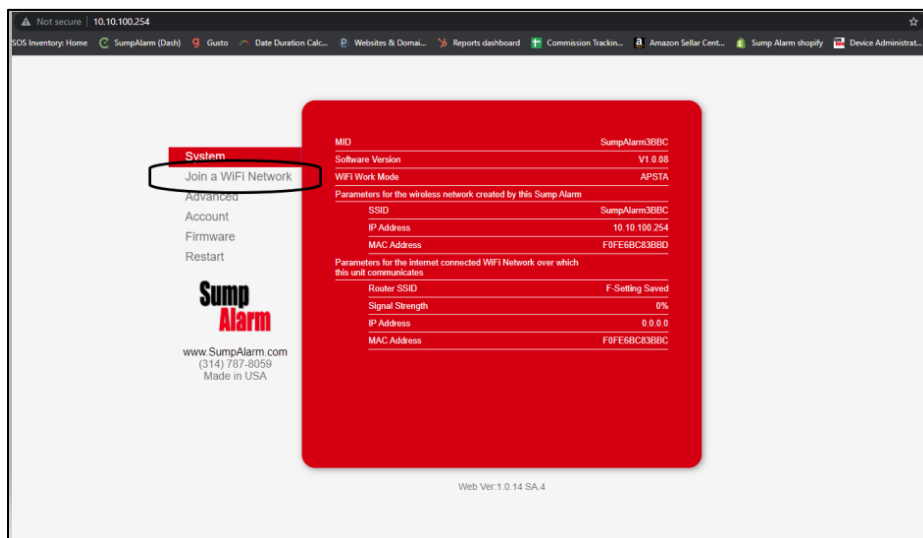 Not secure | 10.10.100.254
SOS Inventory: Home SumpAlarm (Dash) Gusto Date Duration Calc... Websites & Domai... Reports dashboard Commission Trackin... Amazon Sellar Cent... Sump Alarm shopify Device Administrat...
System
Join a WiFi Network
Advanced
Account
Firmware
Restart
Sump
Alarm
www.SumpAlarm.com
(314) 787-8059
Made in USA
MID SumpAlarm3BBC
Software Version V1.0.08
WiFi Work Mode APSTA
Parameters for the wireless network created by this Sump Alarm
SSID SumpAlarm3BBC
IP Address 10.10.100.254
MAC Address F0FE6BC83BBD
Parameters for the internet connected WiFi Network over which
this unit communicates
Router SSID F-Setting Saved
Signal Strength 0%
IP Address 0.0.0.0
MAC Address F0FE6BC83BBC
Web Ver:1.0.14 SA.4